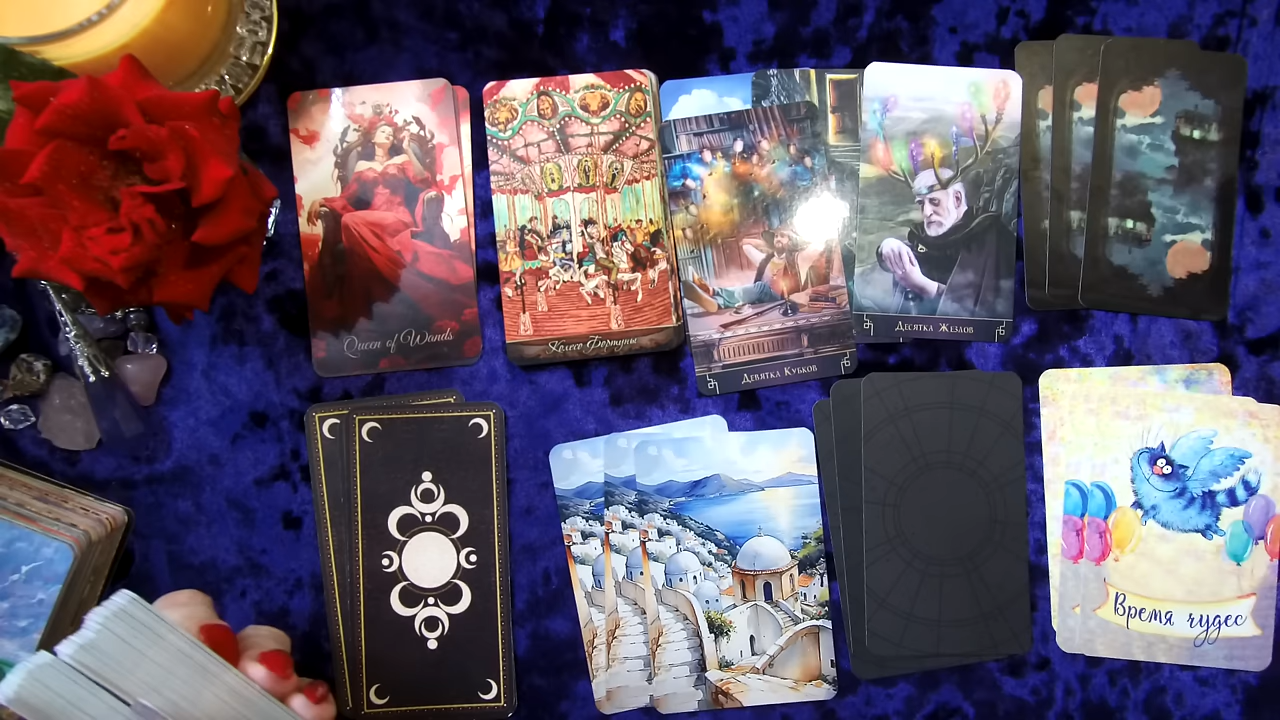 Queen of Wands
Колесо Фортуны
Девятка Кубков
Десятка Жезлов
Время чудес